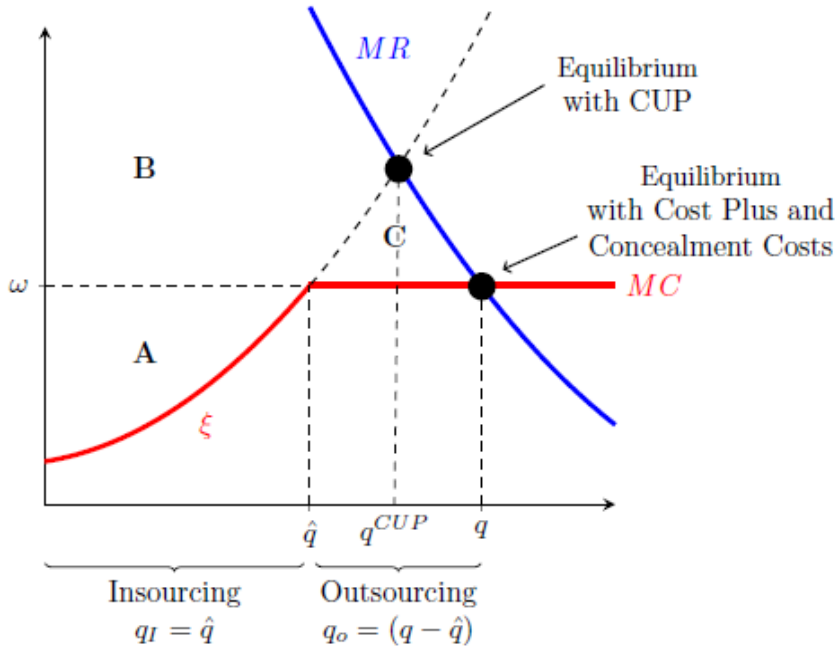 MR
Equilibrium
with CUP
B
Equilibrium
with Cost Plus and
Concealment Costs
C
ω
MC
A
ξ
q̂
q^{CUP}
q
Insourcing
q_I = q̂
Outsourcing
q_o = (q − q̂)